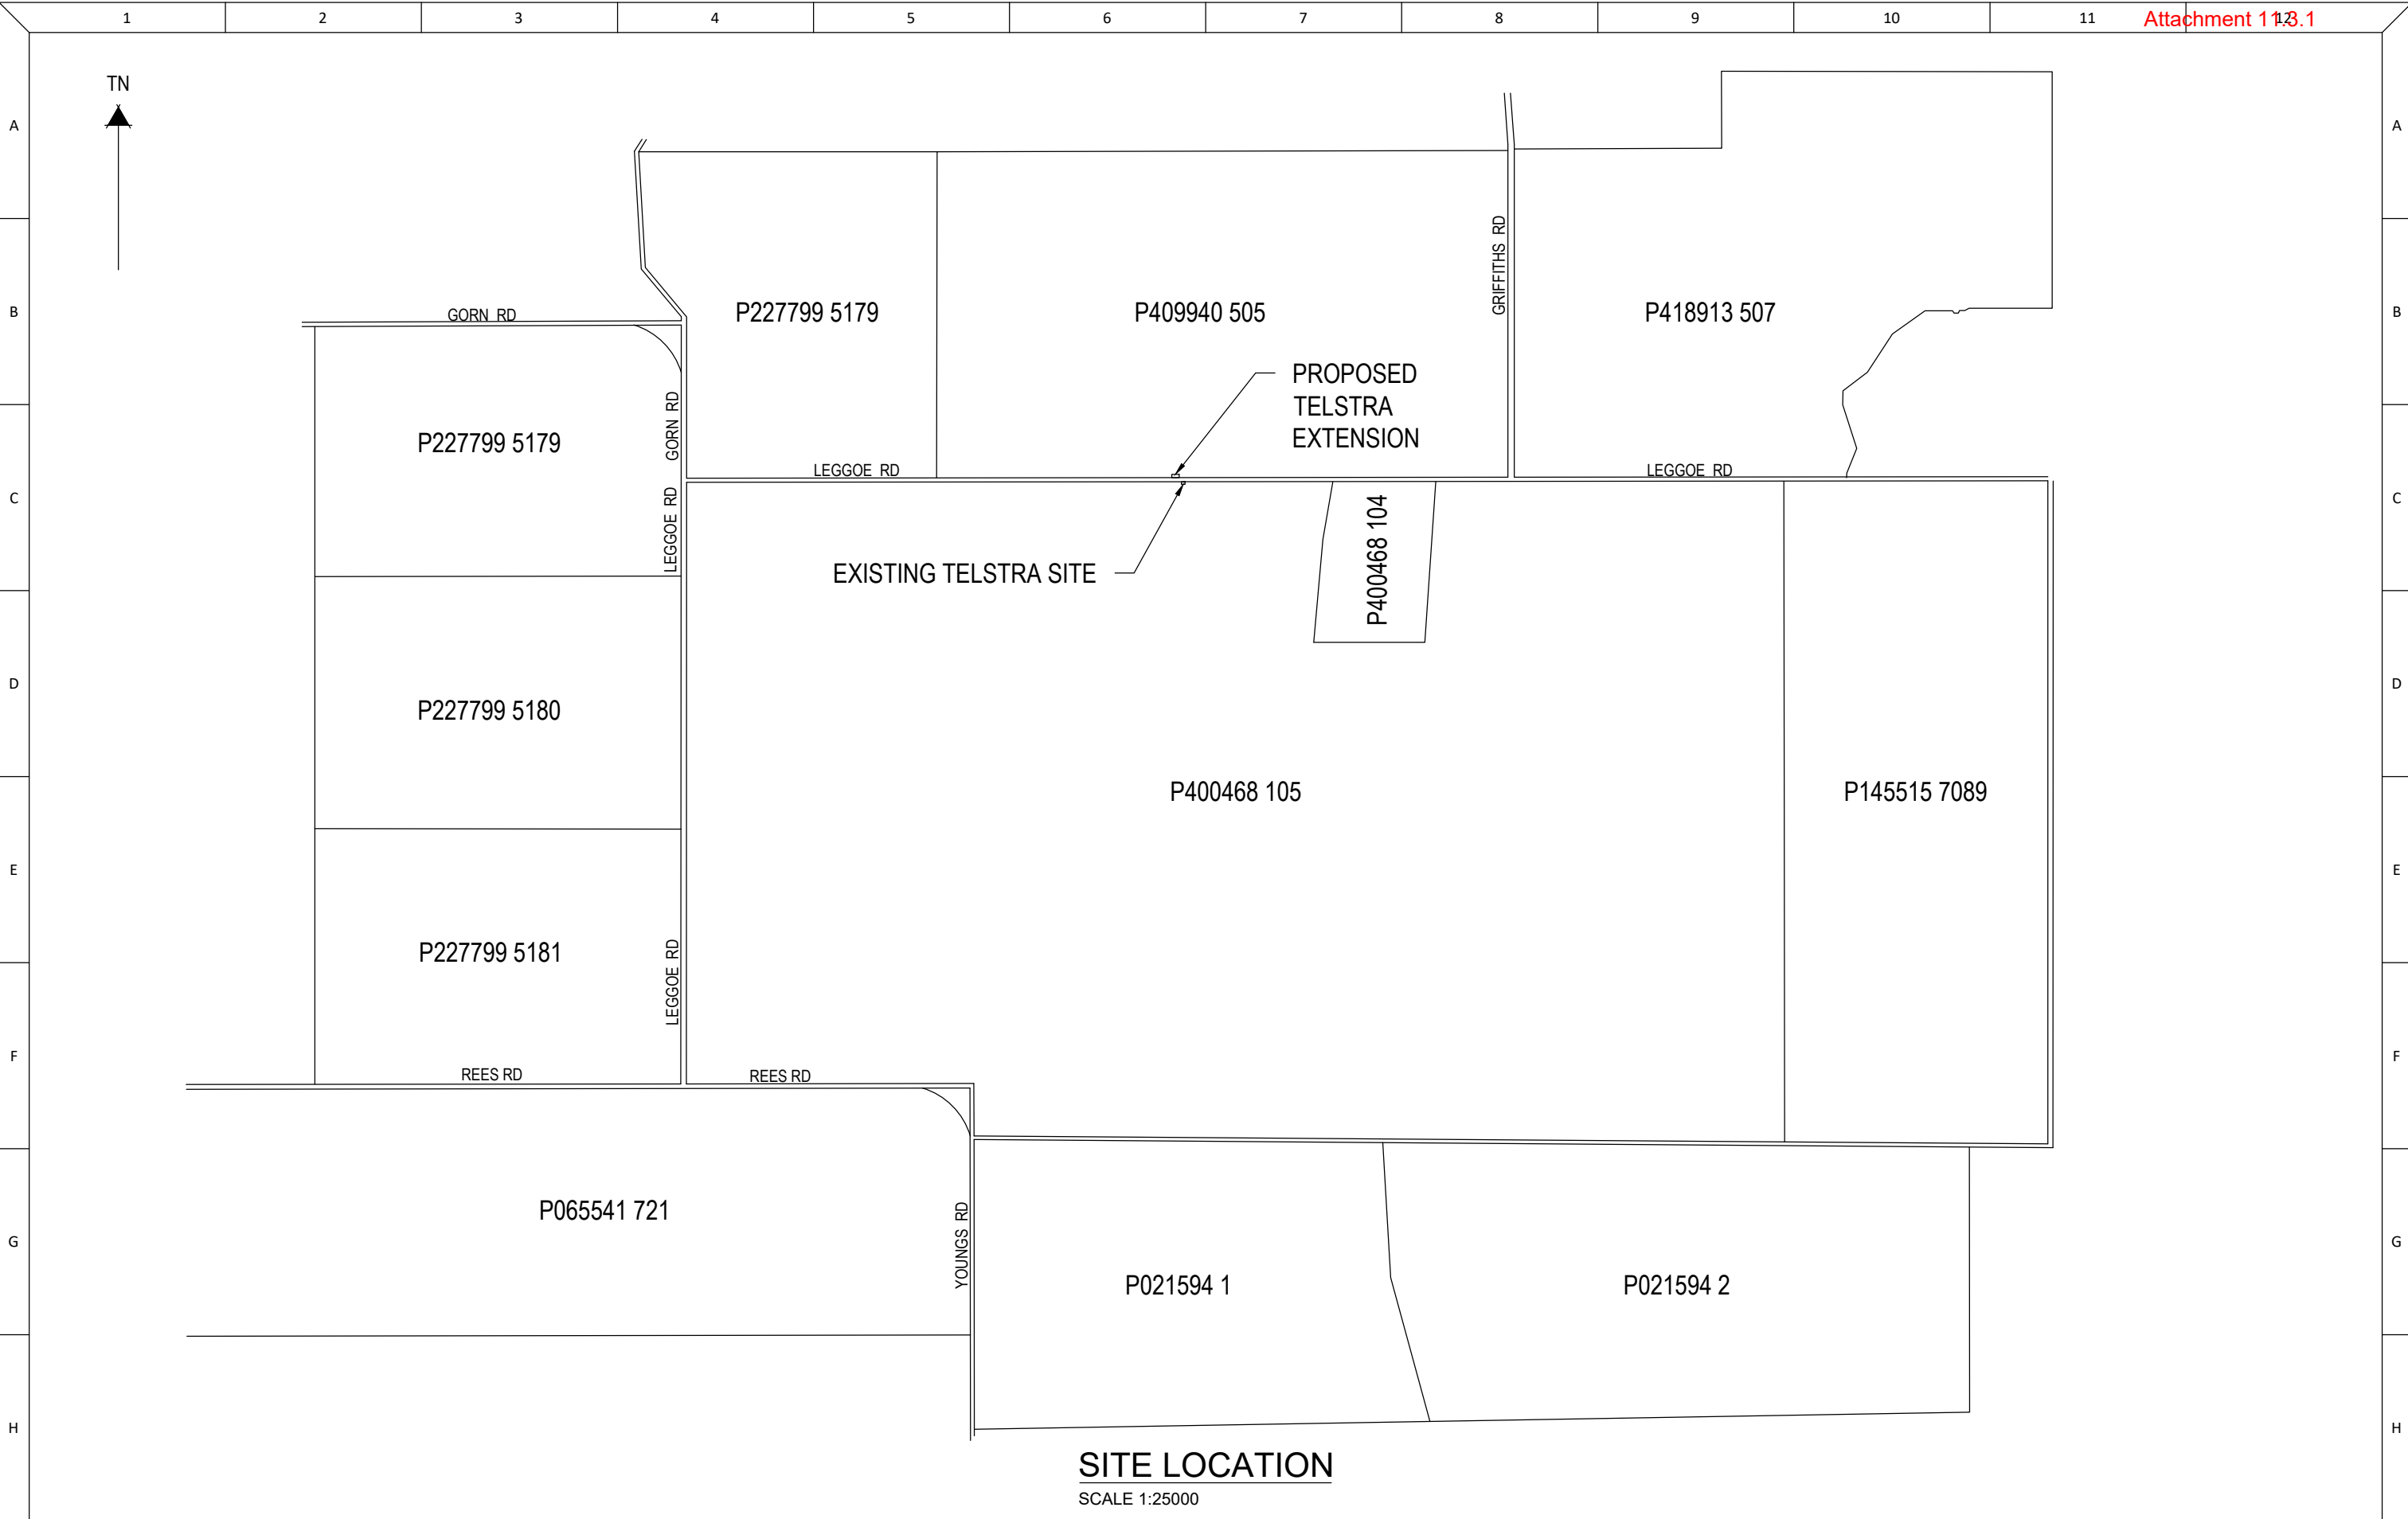 1 2 3 4 5 6 7 8 9 10 11 12
Attachment 11.3.1
TN
A A
GRIFFITHS RD
B B
GORN RD
P227799 5179
P409940 505
P418913 507
PROPOSED
TELSTRA
EXTENSION
P227799 5179
GORN RD
LEGGOE RD
LEGGOE RD
C C
LEGGOE RD
P400468 104
EXISTING TELSTRA SITE
D D
P227799 5180
P400468 105
P145515 7089
E E
P227799 5181
LEGGOE RD
F F
REES RD
REES RD
P065541 721
YOUNGS RD
G G
P021594 1
P021594 2
H H
SITE LOCATION
SCALE 1:25000